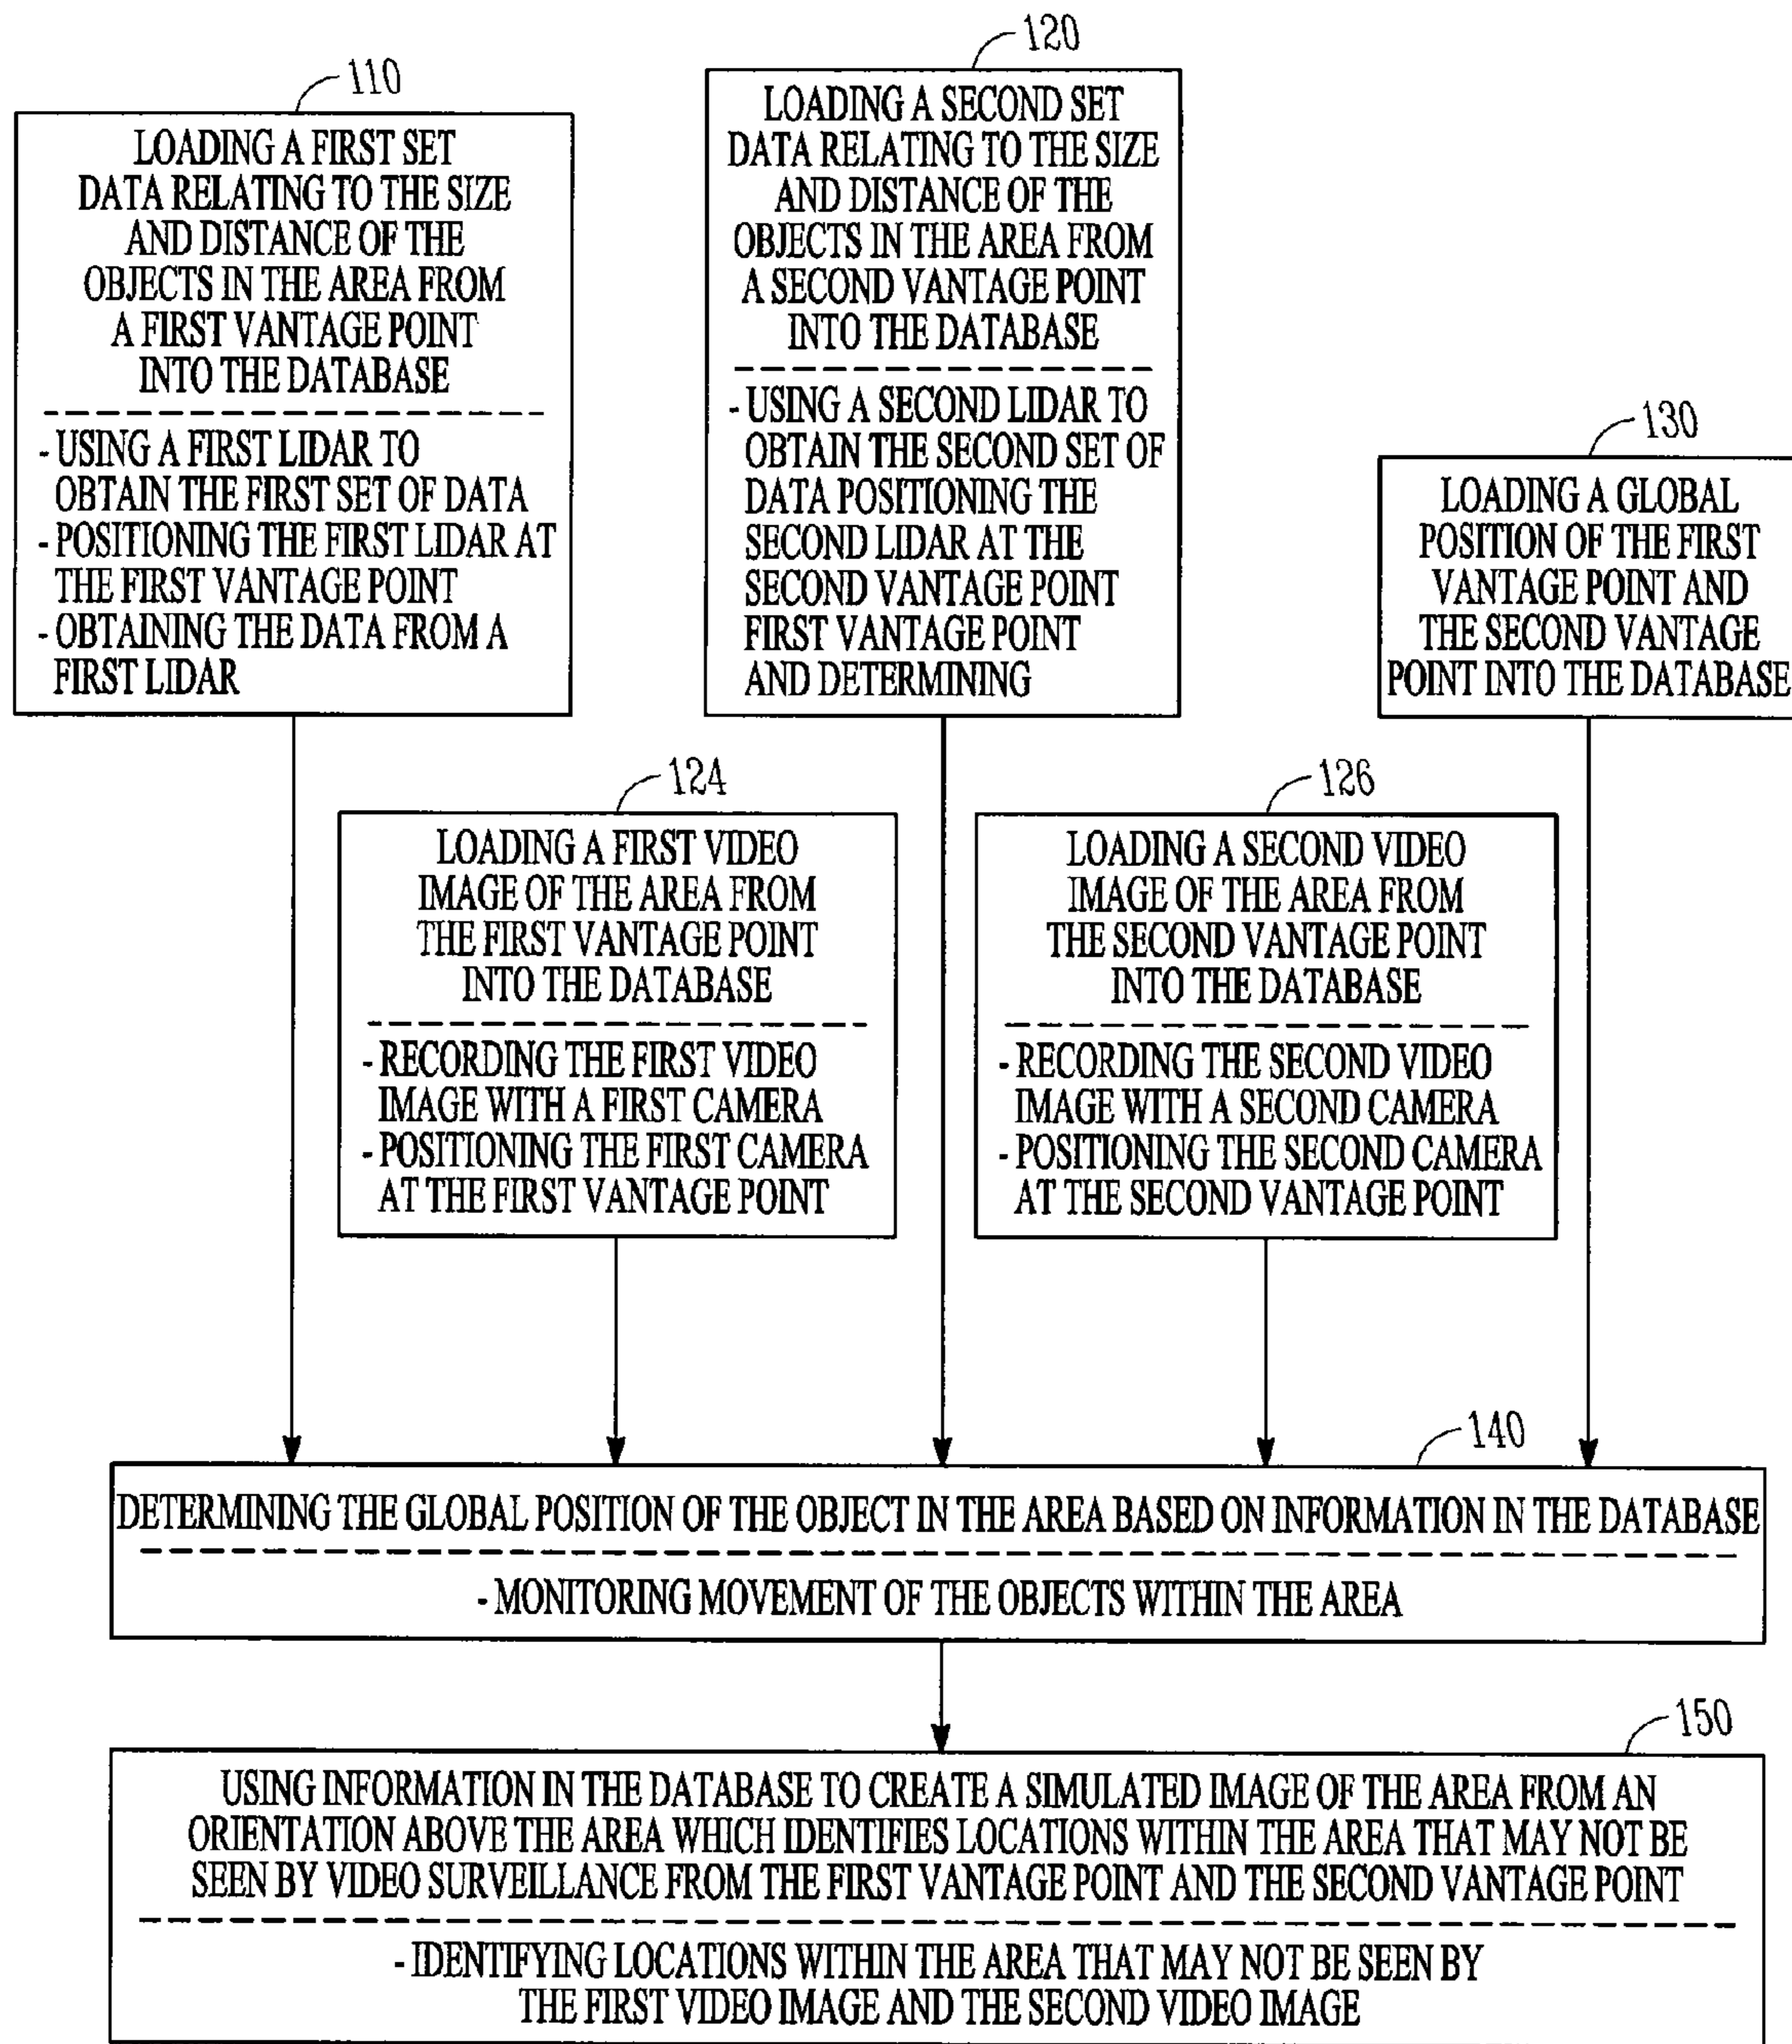 110
LOADING A FIRST SET
DATA RELATING TO THE SIZE
AND DISTANCE OF THE
OBJECTS IN THE AREA FROM
A FIRST VANTAGE POINT
INTO THE DATABASE
- USING A FIRST LIDAR TO
OBTAIN THE FIRST SET OF DATA
- POSITIONING THE FIRST LIDAR AT
THE FIRST VANTAGE POINT
- OBTAINING THE DATA FROM A
FIRST LIDAR
120
LOADING A SECOND SET
DATA RELATING TO THE SIZE
AND DISTANCE OF THE
OBJECTS IN THE AREA FROM
A SECOND VANTAGE POINT
INTO THE DATABASE
- USING A SECOND LIDAR TO
OBTAIN THE SECOND SET OF
DATA POSITIONING THE
SECOND LIDAR AT THE
SECOND VANTAGE POINT
FIRST VANTAGE POINT
AND DETERMINING
130
LOADING A GLOBAL
POSITION OF THE FIRST
VANTAGE POINT AND
THE SECOND VANTAGE
POINT INTO THE DATABASE
124
LOADING A FIRST VIDEO
IMAGE OF THE AREA FROM
THE FIRST VANTAGE POINT
INTO THE DATABASE
- RECORDING THE FIRST VIDEO
IMAGE WITH A FIRST CAMERA
- POSITIONING THE FIRST CAMERA
AT THE FIRST VANTAGE POINT
126
LOADING A SECOND VIDEO
IMAGE OF THE AREA FROM
THE SECOND VANTAGE POINT
INTO THE DATABASE
- RECORDING THE SECOND VIDEO
IMAGE WITH A SECOND CAMERA
- POSITIONING THE SECOND CAMERA
AT THE SECOND VANTAGE POINT
140
DETERMINING THE GLOBAL POSITION OF THE OBJECT IN THE AREA BASED ON INFORMATION IN THE DATABASE
- MONITORING MOVEMENT OF THE OBJECTS WITHIN THE AREA
150
USING INFORMATION IN THE DATABASE TO CREATE A SIMULATED IMAGE OF THE AREA FROM AN
ORIENTATION ABOVE THE AREA WHICH IDENTIFIES LOCATIONS WITHIN THE AREA THAT MAY NOT BE
SEEN BY VIDEO SURVEILLANCE FROM THE FIRST VANTAGE POINT AND THE SECOND VANTAGE POINT
- IDENTIFYING LOCATIONS WITHIN THE AREA THAT MAY NOT BE SEEN BY
THE FIRST VIDEO IMAGE AND THE SECOND VIDEO IMAGE